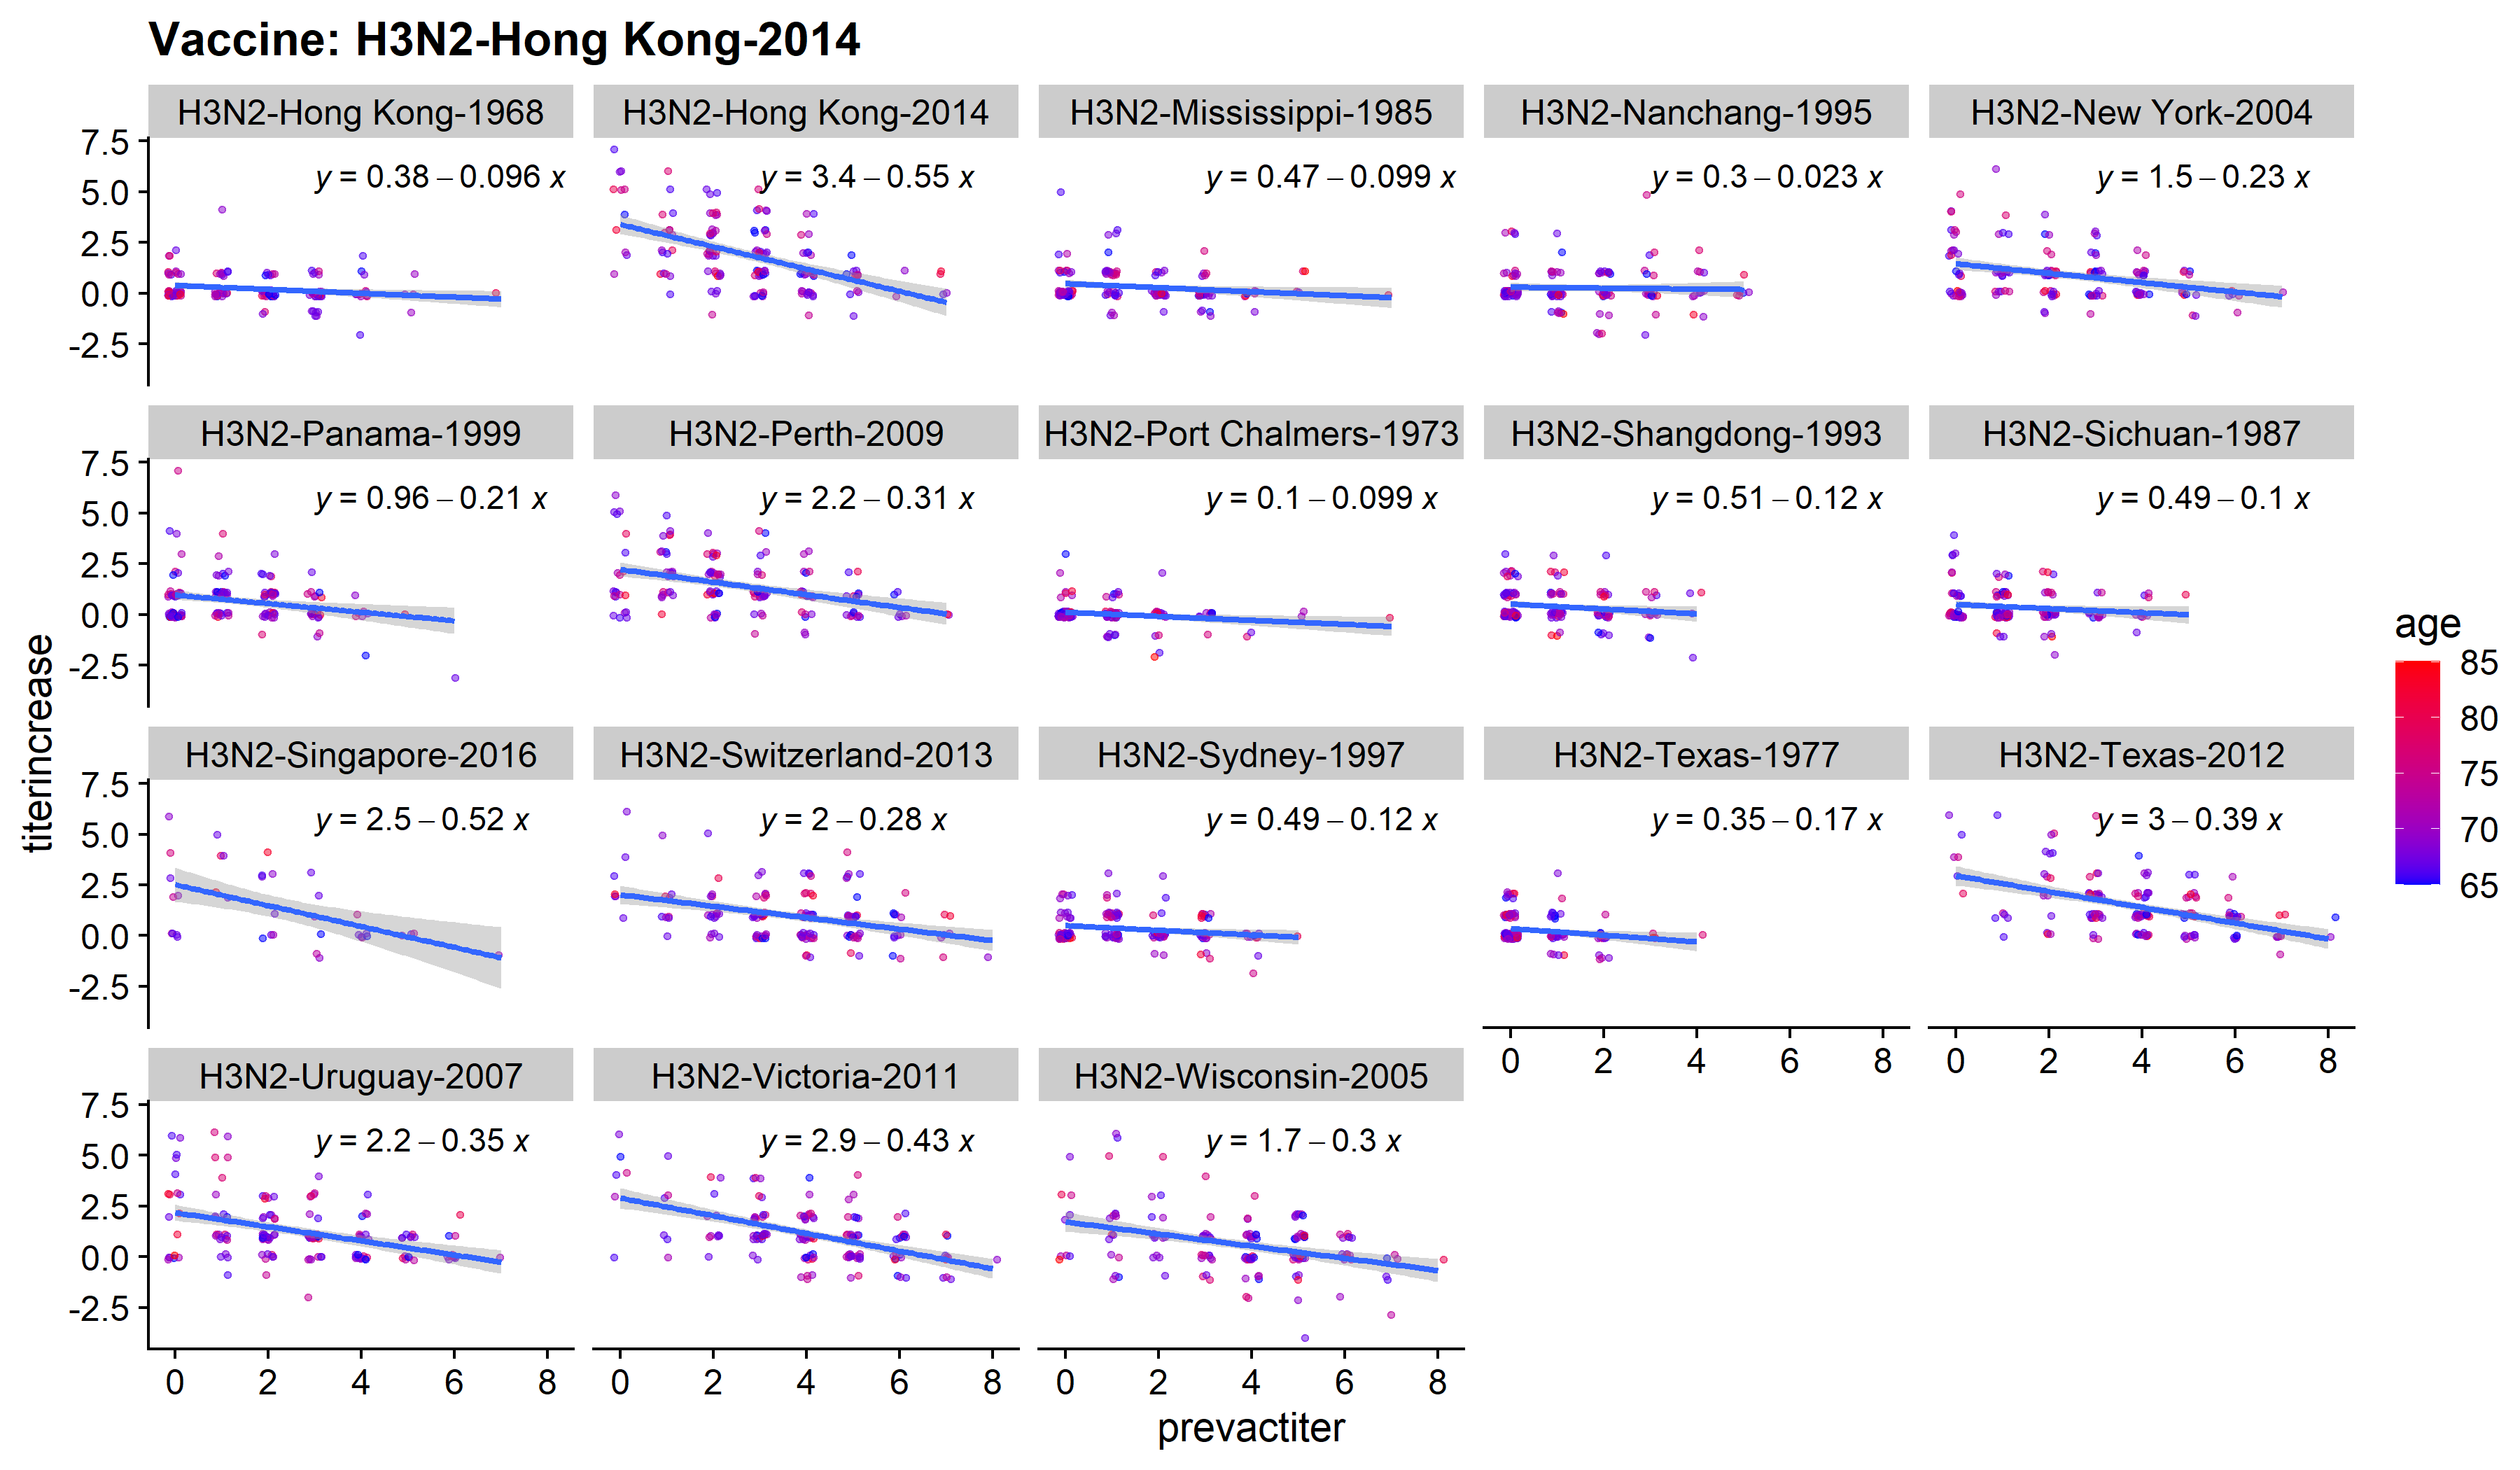 Vaccine: H3N2-Hong Kong-2014
H3N2-Hong Kong-1968 H3N2-Hong Kong-2014 H3N2-Mississippi-1985 H3N2-Nanchang-1995 H3N2-New York-2004
7.5
y = 0.38 – 0.096 x y = 3.4 – 0.55 x y = 0.47 – 0.099 x y = 0.3 – 0.023 x y = 1.5 – 0.23 x
5.0
2.5
0.0
-2.5
H3N2-Panama-1999 H3N2-Perth-2009 H3N2-Port Chalmers-1973 H3N2-Shangdong-1993 H3N2-Sichuan-1987
7.5
y = 0.96 – 0.21 x y = 2.2 – 0.31 x y = 0.1 – 0.099 x y = 0.51 – 0.12 x y = 0.49 – 0.1 x
5.0
2.5
0.0
-2.5
titerincrease
H3N2-Singapore-2016 H3N2-Switzerland-2013 H3N2-Sydney-1997 H3N2-Texas-1977 H3N2-Texas-2012
7.5
y = 2.5 – 0.52 x y = 2 – 0.28 x y = 0.49 – 0.12 x y = 0.35 – 0.17 x y = 3 – 0.39 x
5.0
2.5
0.0
-2.5
0 2 4 6 8 0 2 4 6 8
H3N2-Uruguay-2007 H3N2-Victoria-2011 H3N2-Wisconsin-2005
7.5
y = 2.2 – 0.35 x y = 2.9 – 0.43 x y = 1.7 – 0.3 x
5.0
2.5
0.0
-2.5
0 2 4 6 8 0 2 4 6 8 0 2 4 6 8
prevactiter
age
85
80
75
70
65